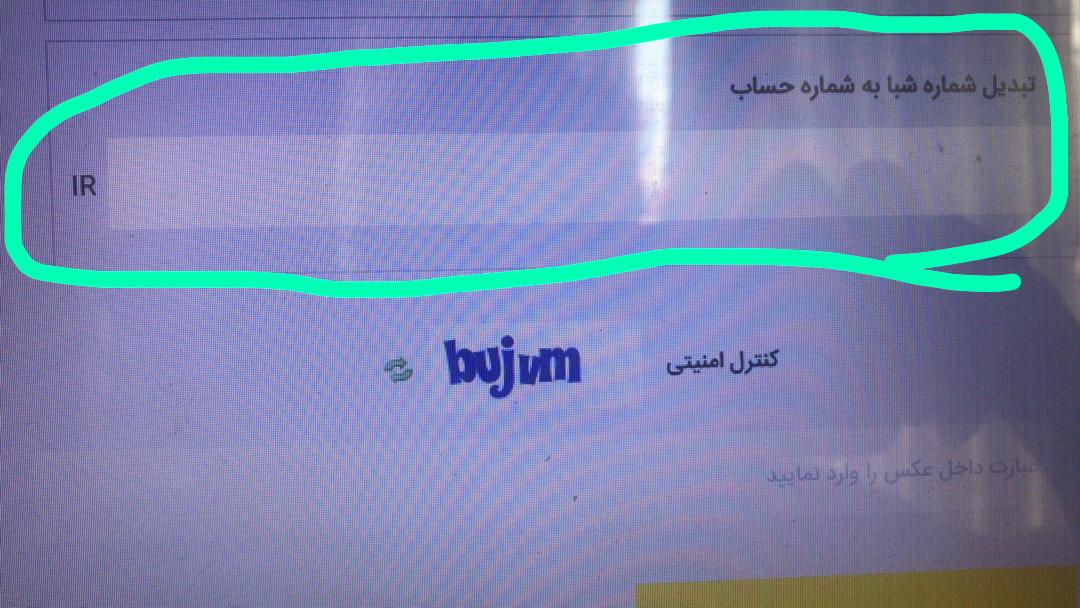 تبدیل شماره شبا به شماره حساب
IR
کنترل امنیتی
bujvm
عبارت داخل عکس را وارد نمایید